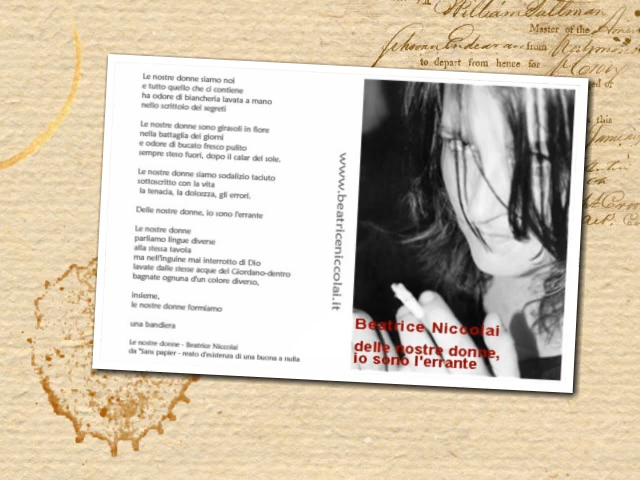 William
Master of the
from
to depart from hence for
this
Le nostre donne siamo noi
e tutto quello che ci contiene
ha odore di biancheria lavata a mano
nello scrittoio dei segreti
Le nostre donne sono girasoli in fiore
nella battaglia dei giorni
e odore di bucato fresco pulito
sempre steso fuori, dopo il calar del sole.
Le nostre donne siamo sodalizio taciuto
sottoscritto con la vita
la tenacia, la dolcezza, gli errori.
Delle nostre donne, io sono l'errante
Le nostre donne
parliamo lingue diverse
alla stessa tavola
ma nell'inguine mai interrotto di Dio
lavate dalle stesse acque del Giordano-dentro
bagnate ognuna d'un colore diverso,
insieme,
le nostre donne formiamo
una bandiera
Le nostre donne - Beatrice Niccolai
da "Sans papier - reato d'esistenza di una buona a nulla
www.beatriceniccolai.it
Beatrice Niccolai
delle nostre donne,
io sono l'errante